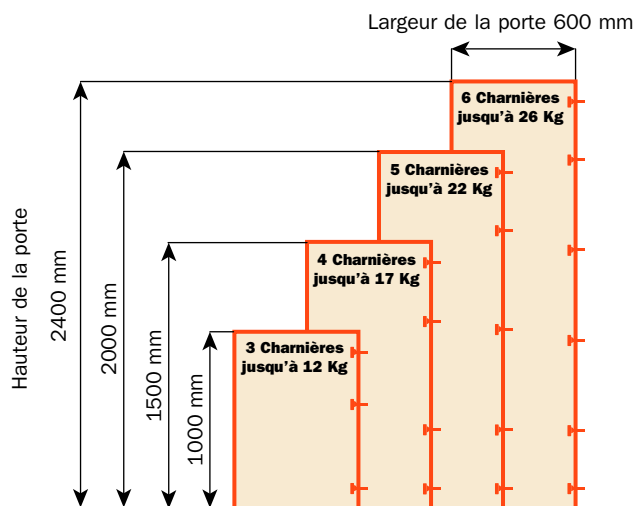 Largeur de la porte 600 mm
6 Charnières
jusqu'à 26 Kg
5 Charnières
jusqu'à 22 Kg
4 Charnières
jusqu'à 17 Kg
3 Charnières
jusqu'à 12 Kg
Hauteur de la porte
2400 mm
2000 mm
1500 mm
1000 mm